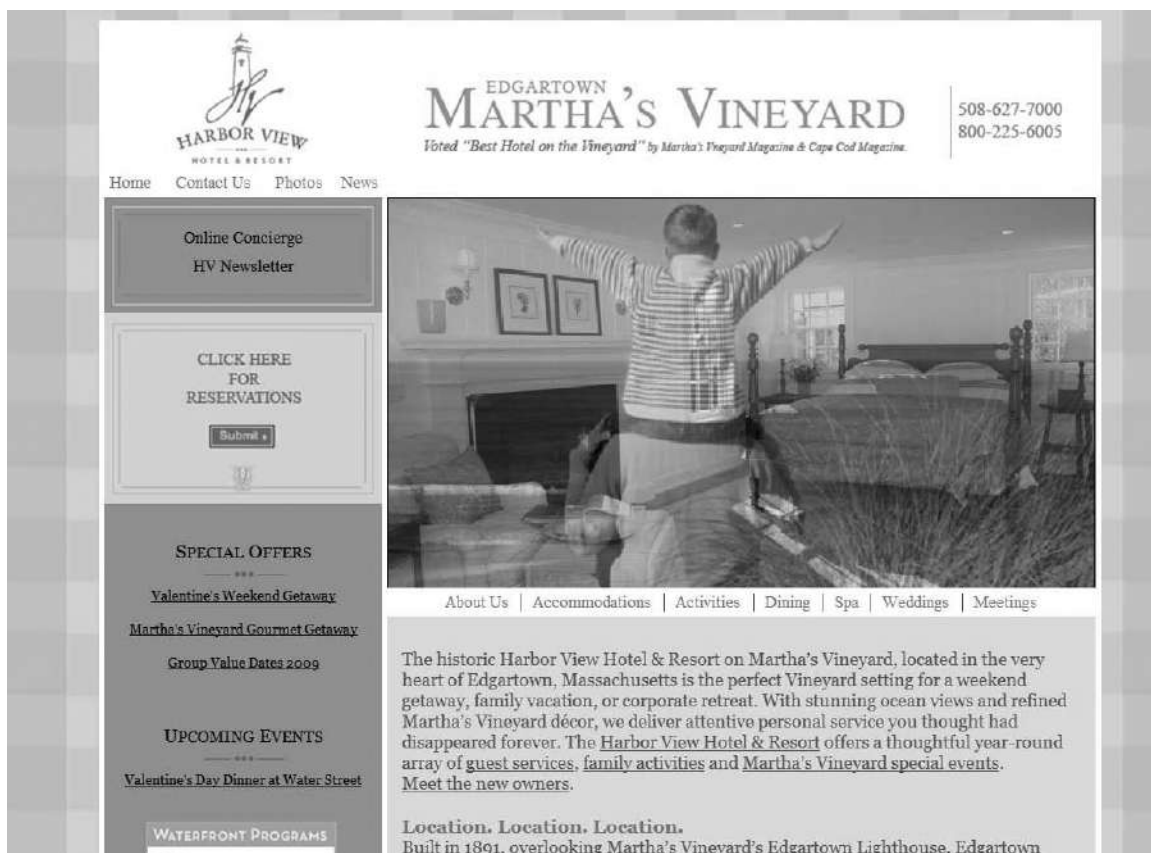 HARBOR VIEW
HOTEL & RESORT
EDGARTOWN
MARTHA'S VINEYARD
Voted "Best Hotel on the Vineyard" by Martha's Vineyard Magazine & Cape Cod Magazine.
508-627-7000
800-225-6005
Home Contact Us Photos News
Online Concierge
HV Newsletter
CLICK HERE
FOR
RESERVATIONS
Submit
SPECIAL OFFERS
Valentine's Weekend Getaway
Martha's Vineyard Gourmet Getaway
Group Value Dates 2009
UPCOMING EVENTS
Valentine's Day Dinner at Water Street
WATERFRONT PROGRAMS
About Us | Accommodations | Activities | Dining | Spa | Weddings | Meetings
The historic Harbor View Hotel & Resort on Martha's Vineyard, located in the very
heart of Edgartown, Massachusetts is the perfect Vineyard setting for a weekend
getaway, family vacation, or corporate retreat. With stunning ocean views and refined
Martha's Vineyard décor, we deliver attentive personal service you thought had
disappeared forever. The Harbor View Hotel & Resort offers a thoughtful year-round
array of guest services, family activities and Martha's Vineyard special events.
Meet the new owners.
Location. Location. Location.
Built in 1891, overlooking Martha's Vineyard's Edgartown Lighthouse, Edgartown